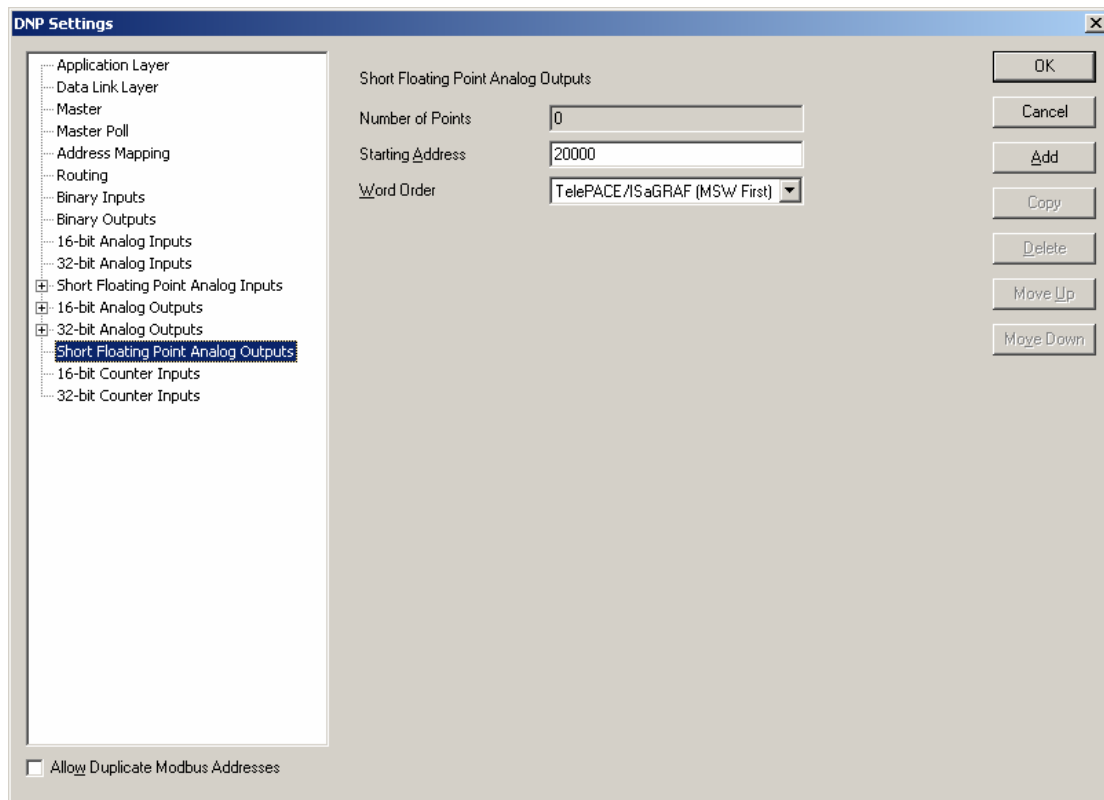 DNP Settings
Application Layer
Data Link Layer
Master
Master Poll
Address Mapping
Routing
Binary Inputs
Binary Outputs
16-bit Analog Inputs
32-bit Analog Inputs
Short Floating Point Analog Inputs
16-bit Analog Outputs
32-bit Analog Outputs
Short Floating Point Analog Outputs
16-bit Counter Inputs
32-bit Counter Inputs
Allow Duplicate Modbus Addresses
Short Floating Point Analog Outputs
Number of Points 0
Starting Address 20000
Word Order TelePACE/ISaGRAF (MSW First)
OK
Cancel
Add
Copy
Delete
Move Up
Move Down